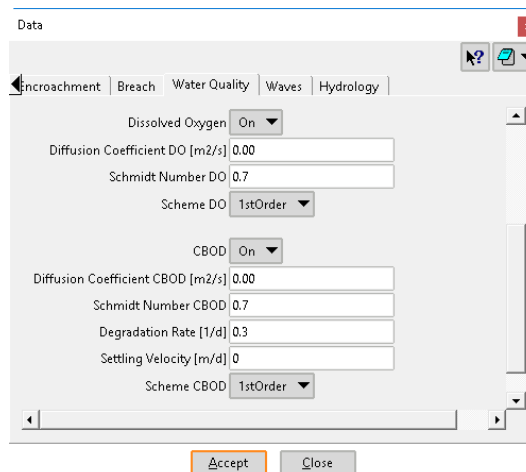 Data
Encroachment Breach Water Quality Waves Hydrology
Dissolved Oxygen On
Diffusion Coefficient DO [m2/s] 0.00
Schmidt Number DO 0.7
Scheme DO 1stOrder
CBOD On
Diffusion Coefficient CBOD [m2/s] 0.00
Schmidt Number CBOD 0.7
Degradation Rate [1/d] 0.3
Settling Velocity [m/d] 0
Scheme CBOD 1stOrder
Accept Close